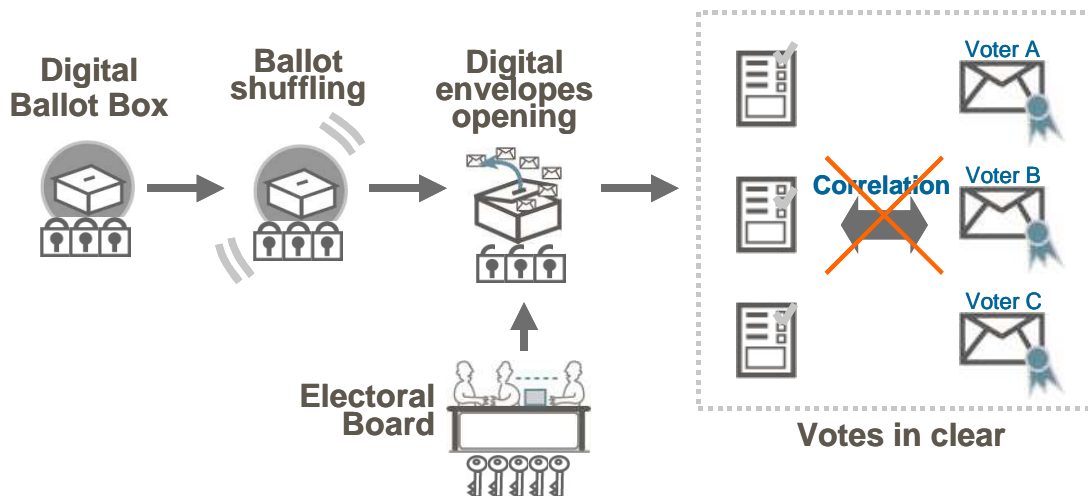 Digital
Ballot Box
Ballot
shuffling
Digital
envelopes
opening
Electoral
Board
Voter A
Correlation
Voter B
Voter C
Votes in clear